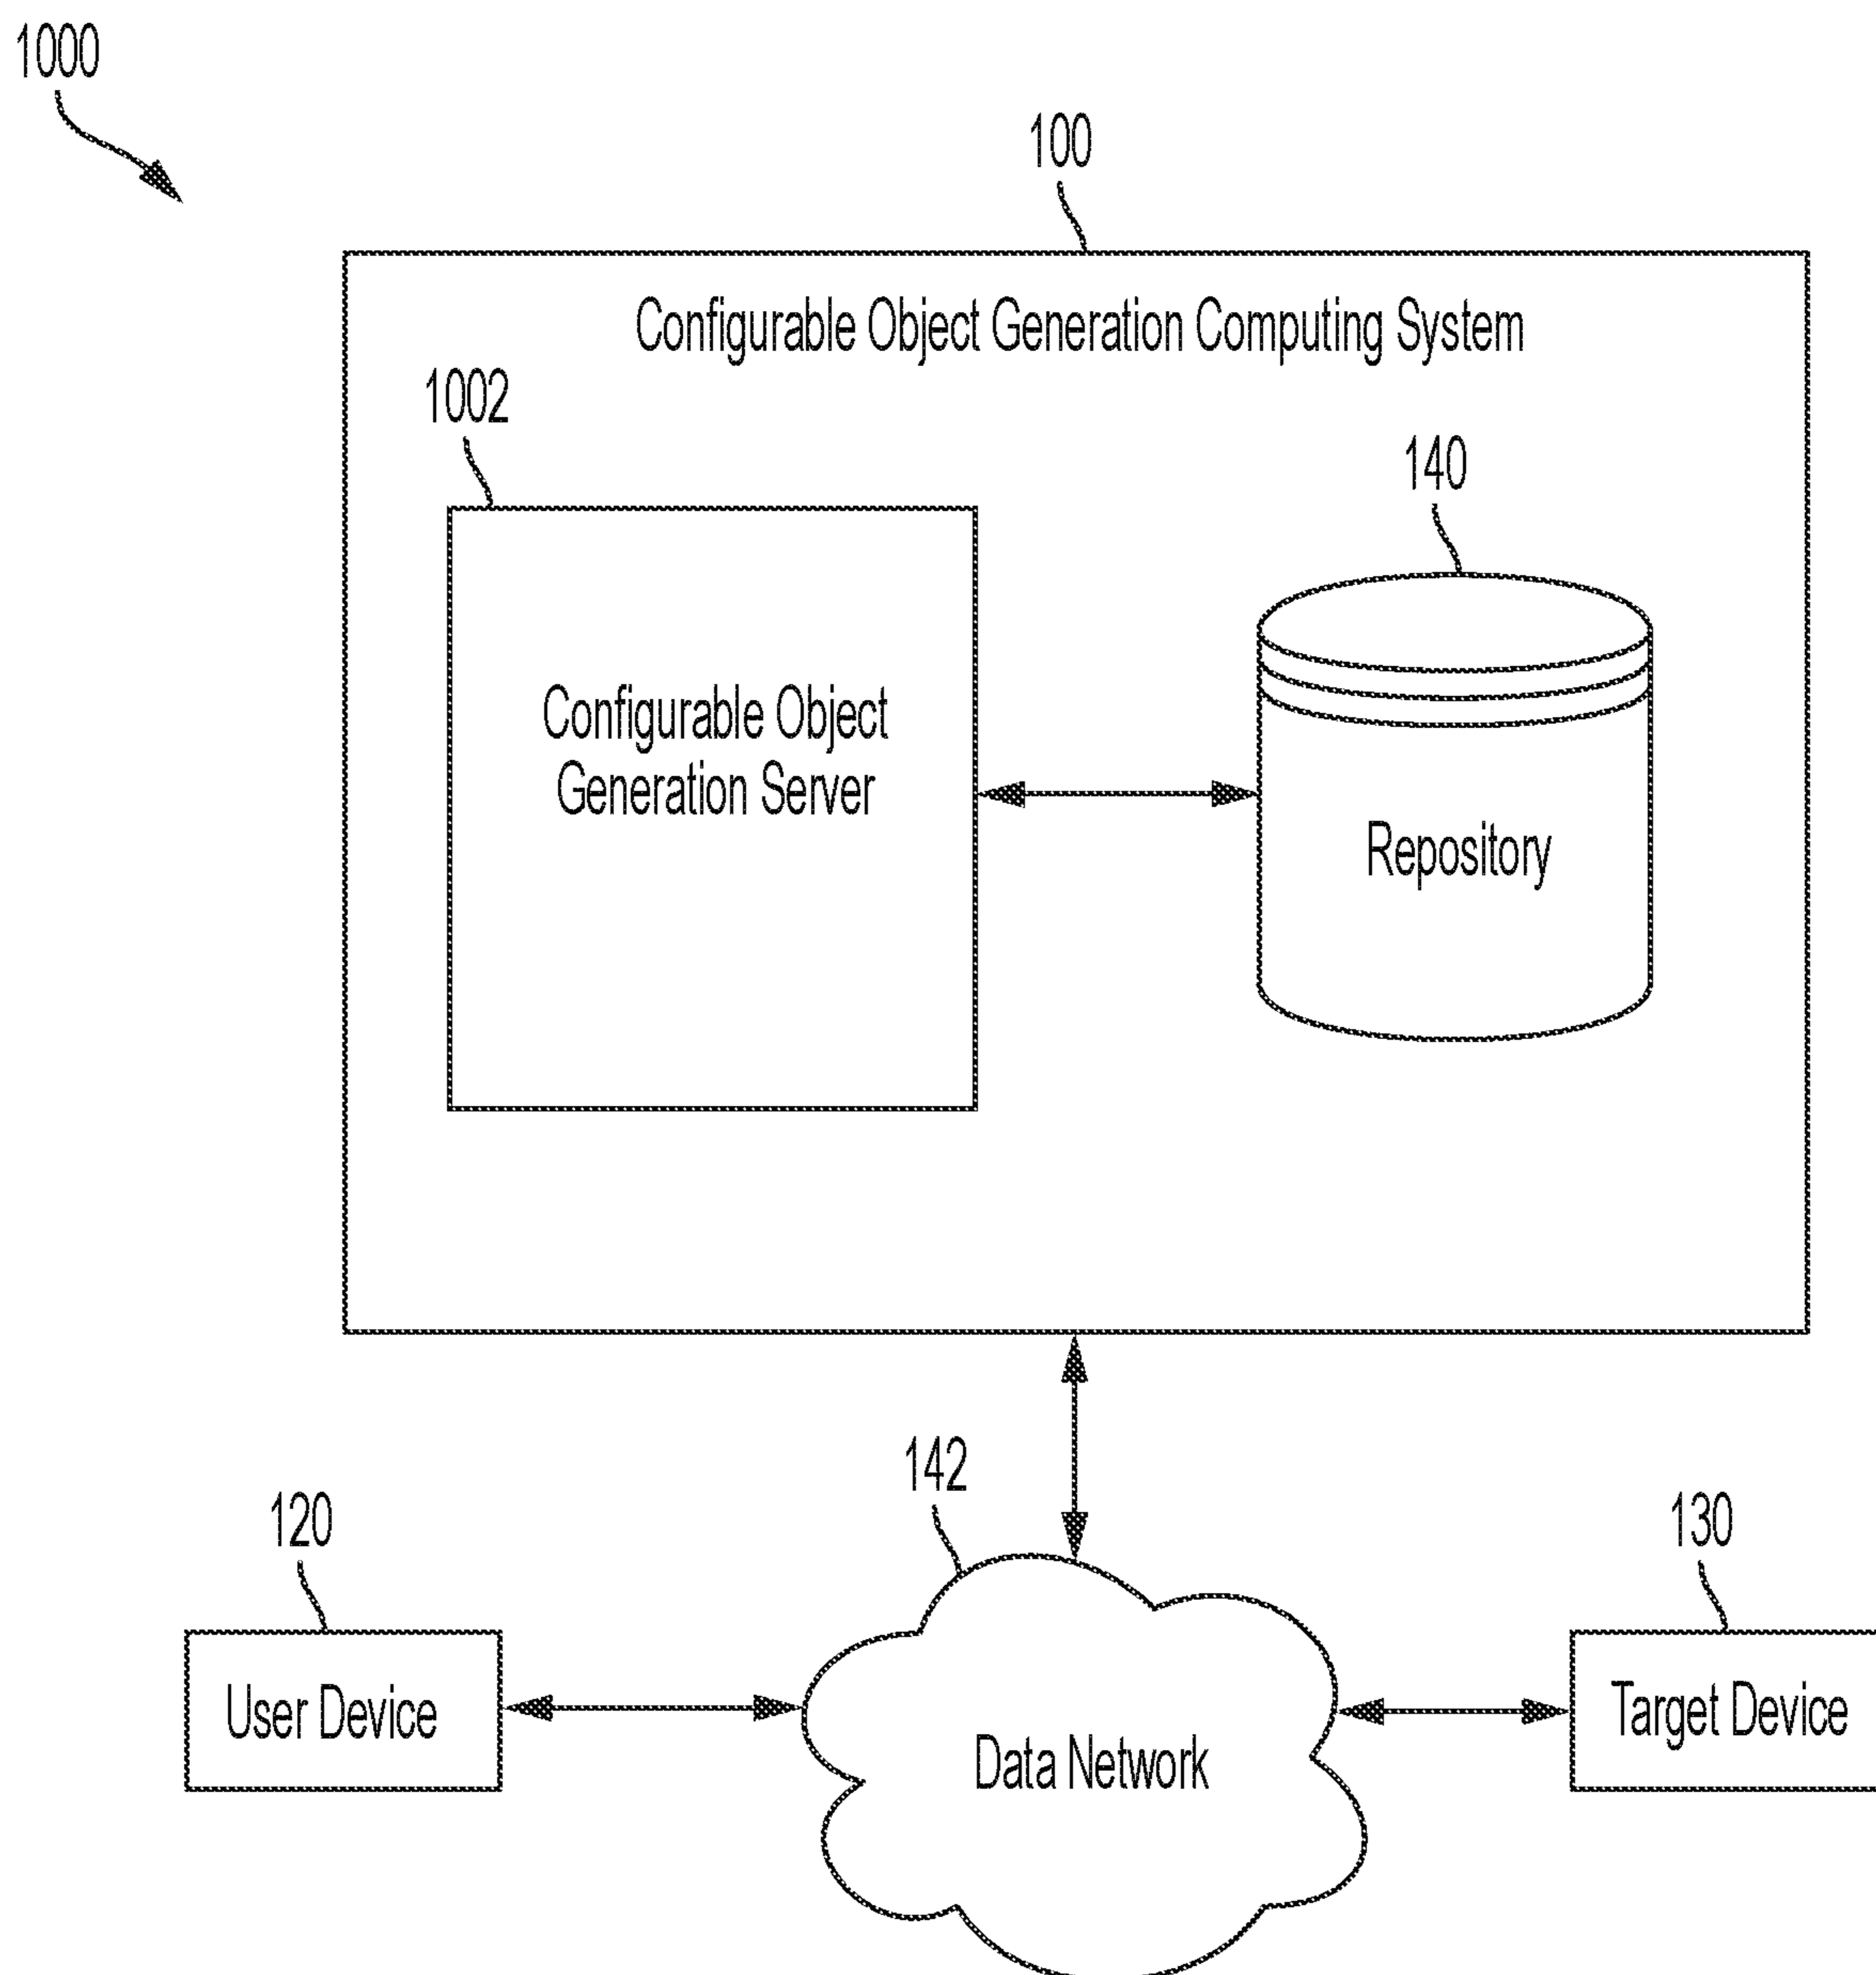 1000
100
Configurable Object Generation Computing System
1002
140
Configurable Object
Generation Server
Repository
142
120
130
User Device
Data Network
Target Device